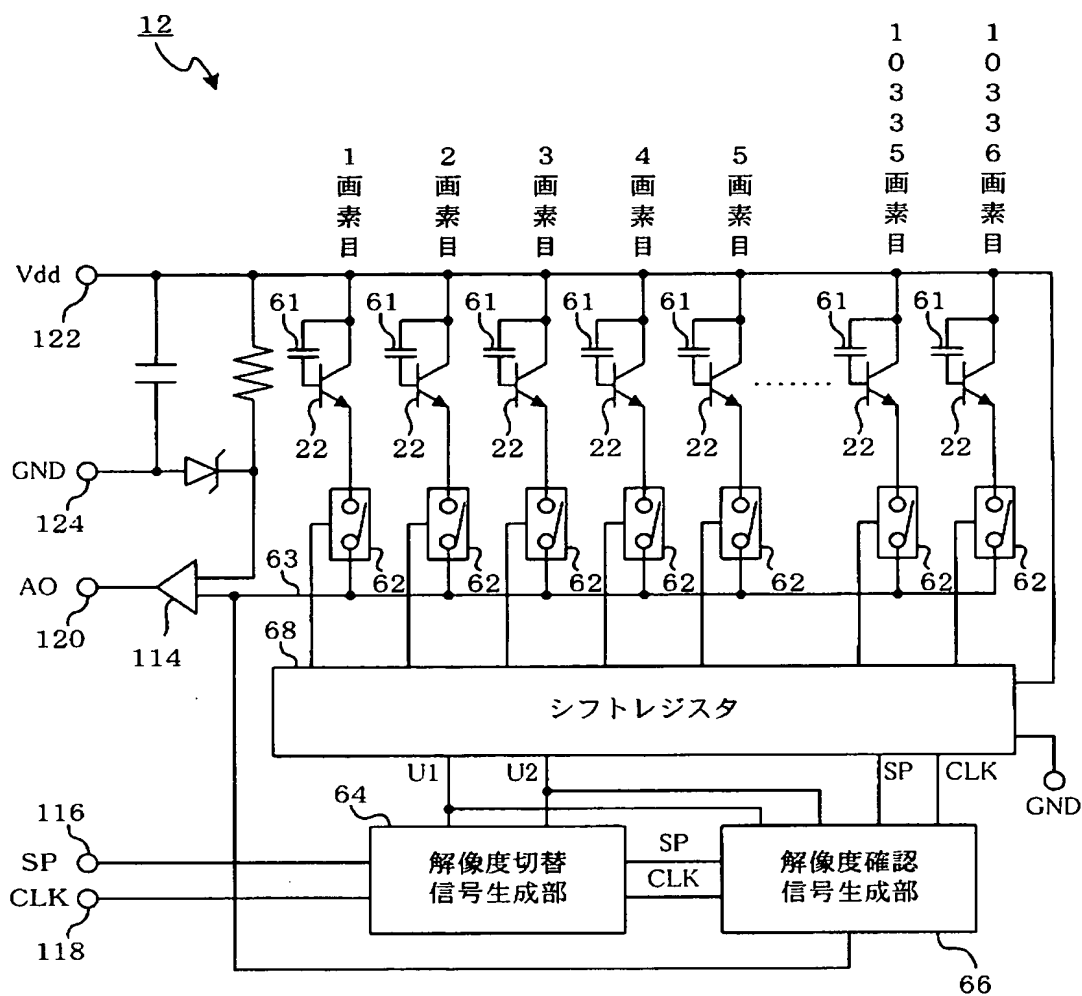 12
1画素目
2画素目
3画素目
4画素目
5画素目
10335画素目
10336画素目
Vdd
122
61
61
61
61
61
61
61
22
22
22
22
22
22
22
GND
124
62
62
62
62
62
62
62
AO
120
114
63
68
シフトレジスタ
U1
U2
SP
CLK
GND
64
116
SP
CLK
118
解像度切替
信号生成部
SP
CLK
解像度確認
信号生成部
66